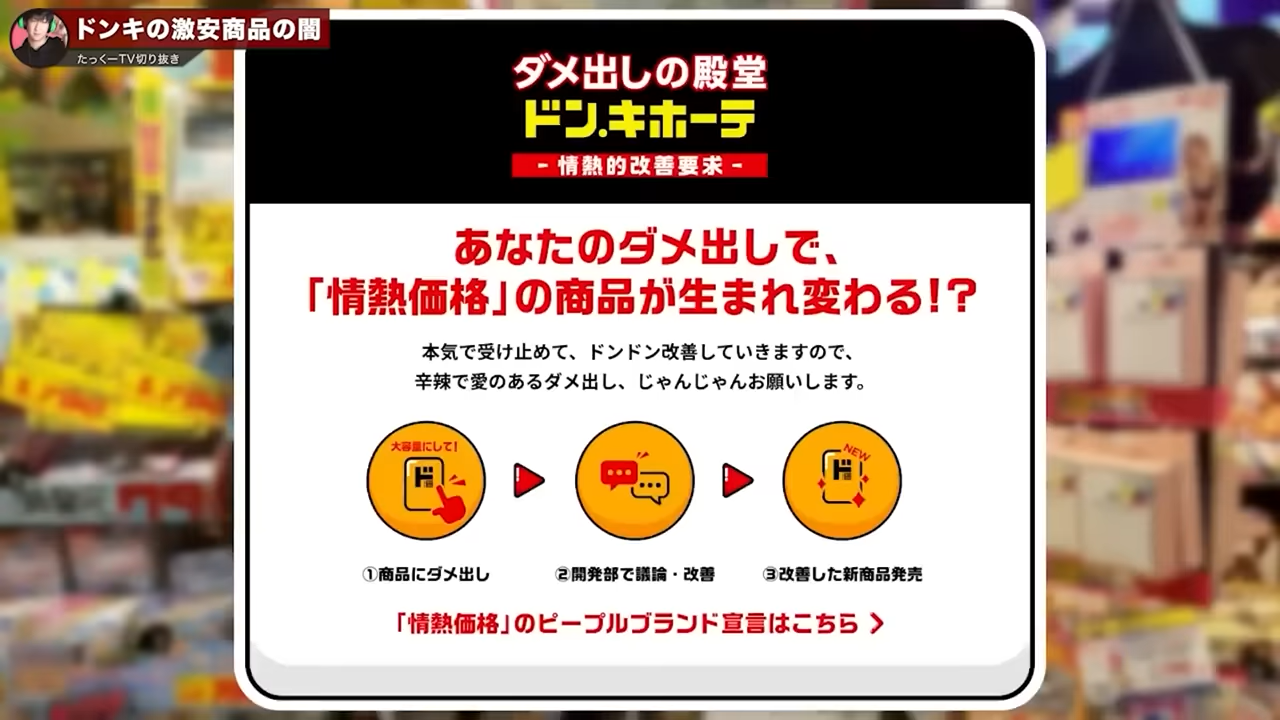 ドンキの激安商品の闇
たっくーTV切り抜き
ダメ出しの殿堂
ドン.キホーテ
- 情熱的改善要求 -
あなたのダメ出しで、
「情熱価格」の商品が生まれ変わる!?
本気で受け止めて、ドンドン改善していきますので、
辛辣で愛のあるダメ出し、じゃんじゃんお願いします。
大容量にして!
ド
NEW
ド
①商品にダメ出し
②開発部で議論・改善
③改善した新商品発売
「情熱価格」のピープルブランド宣言はこちら